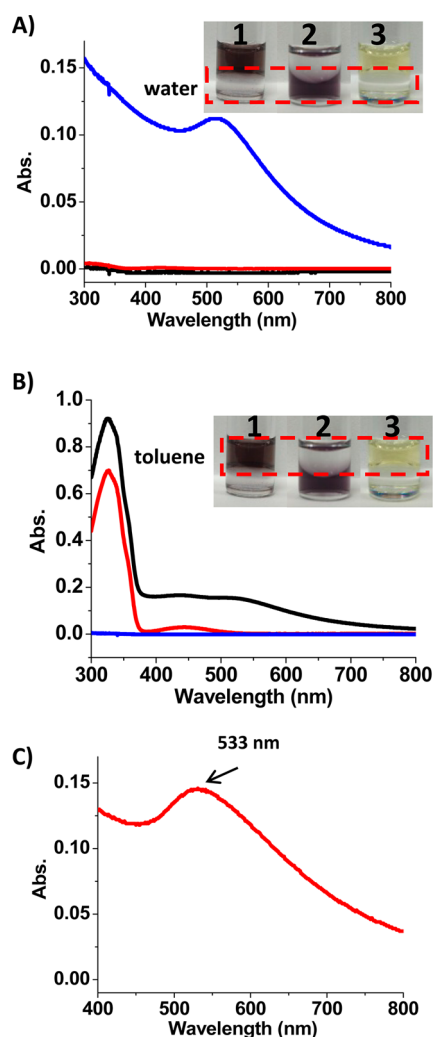 A)
1 2 3
water
0.15
0.10
0.05
0.00
Abs.
300 400 500 600 700 800
Wavelength (nm)
B)
1 2 3
toluene
1.0
0.8
0.6
0.4
0.2
0.0
Abs.
300 400 500 600 700 800
Wavelength (nm)
C)
533 nm
0.15
0.10
0.05
0.00
Abs.
400 500 600 700 800
Wavelength (nm)